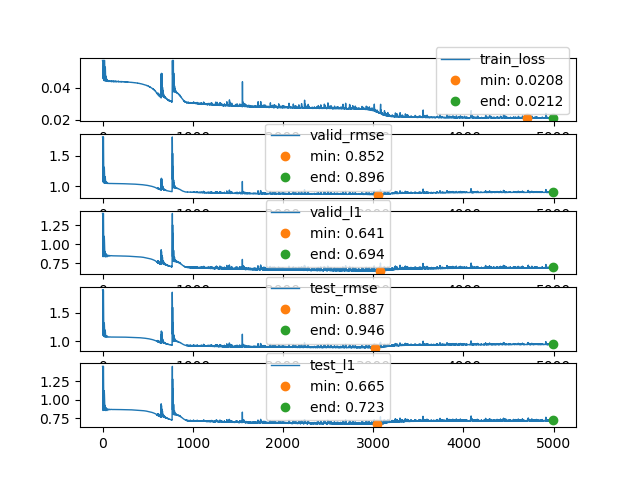 train_loss
min: 0.0208
end: 0.0212
0.04
0.02
valid_rmse
min: 0.852
end: 0.896
1.5
1.0
valid_l1
min: 0.641
end: 0.694
1.25
1.00
0.75
test_rmse
min: 0.887
end: 0.946
1.5
1.0
test_l1
min: 0.665
end: 0.723
1.25
1.00
0.75
0 1000 2000 3000 4000 5000